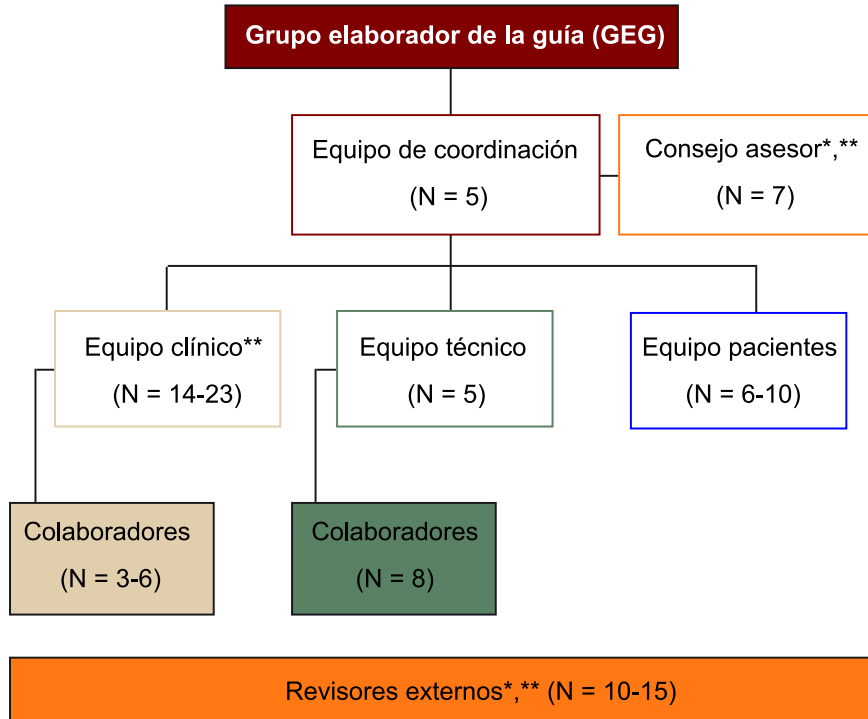 Grupo elaborador de la guía (GEG)
Equipo de coordinación
(N = 5)
Consejo asesor*,**
(N = 7)
Equipo clínico**
(N = 14-23)
Equipo técnico
(N = 5)
Equipo pacientes
(N = 6-10)
Colaboradores
(N = 3-6)
Colaboradores
(N = 8)
Revisores externos*,** (N = 10-15)